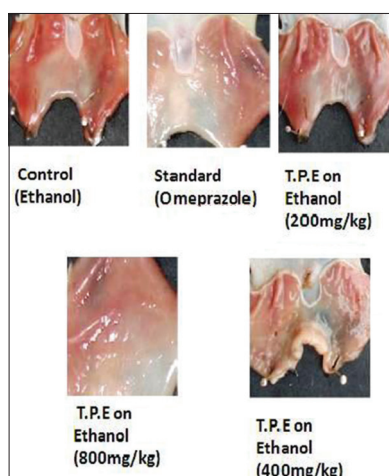 Control
(Ethanol)
Standard
(Omeprazole)
T.P.E on
Ethanol
(200mg/kg)
T.P.E on
Ethanol
(800mg/kg)
T.P.E on
Ethanol
(400mg/kg)